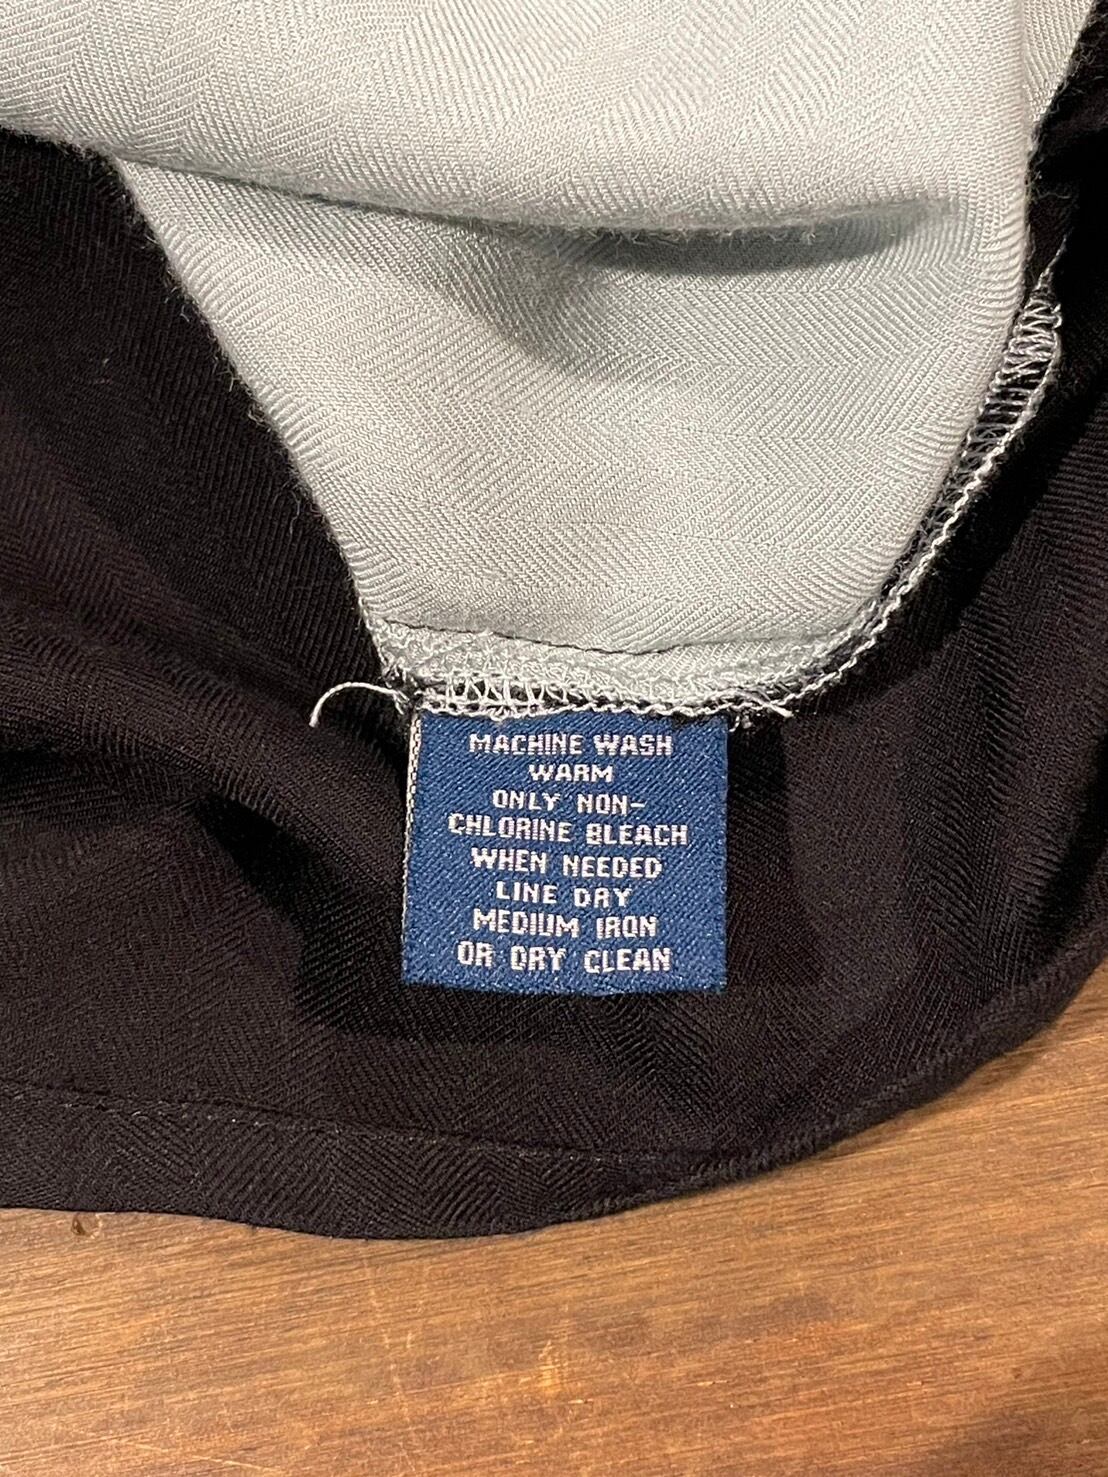 MACHINE WASH
WARM
ONLY NON-
CHLORINE BLEACH
WHEN NEEDED
LINE DRY
MEDIUM IRON
OR DRY CLEAN